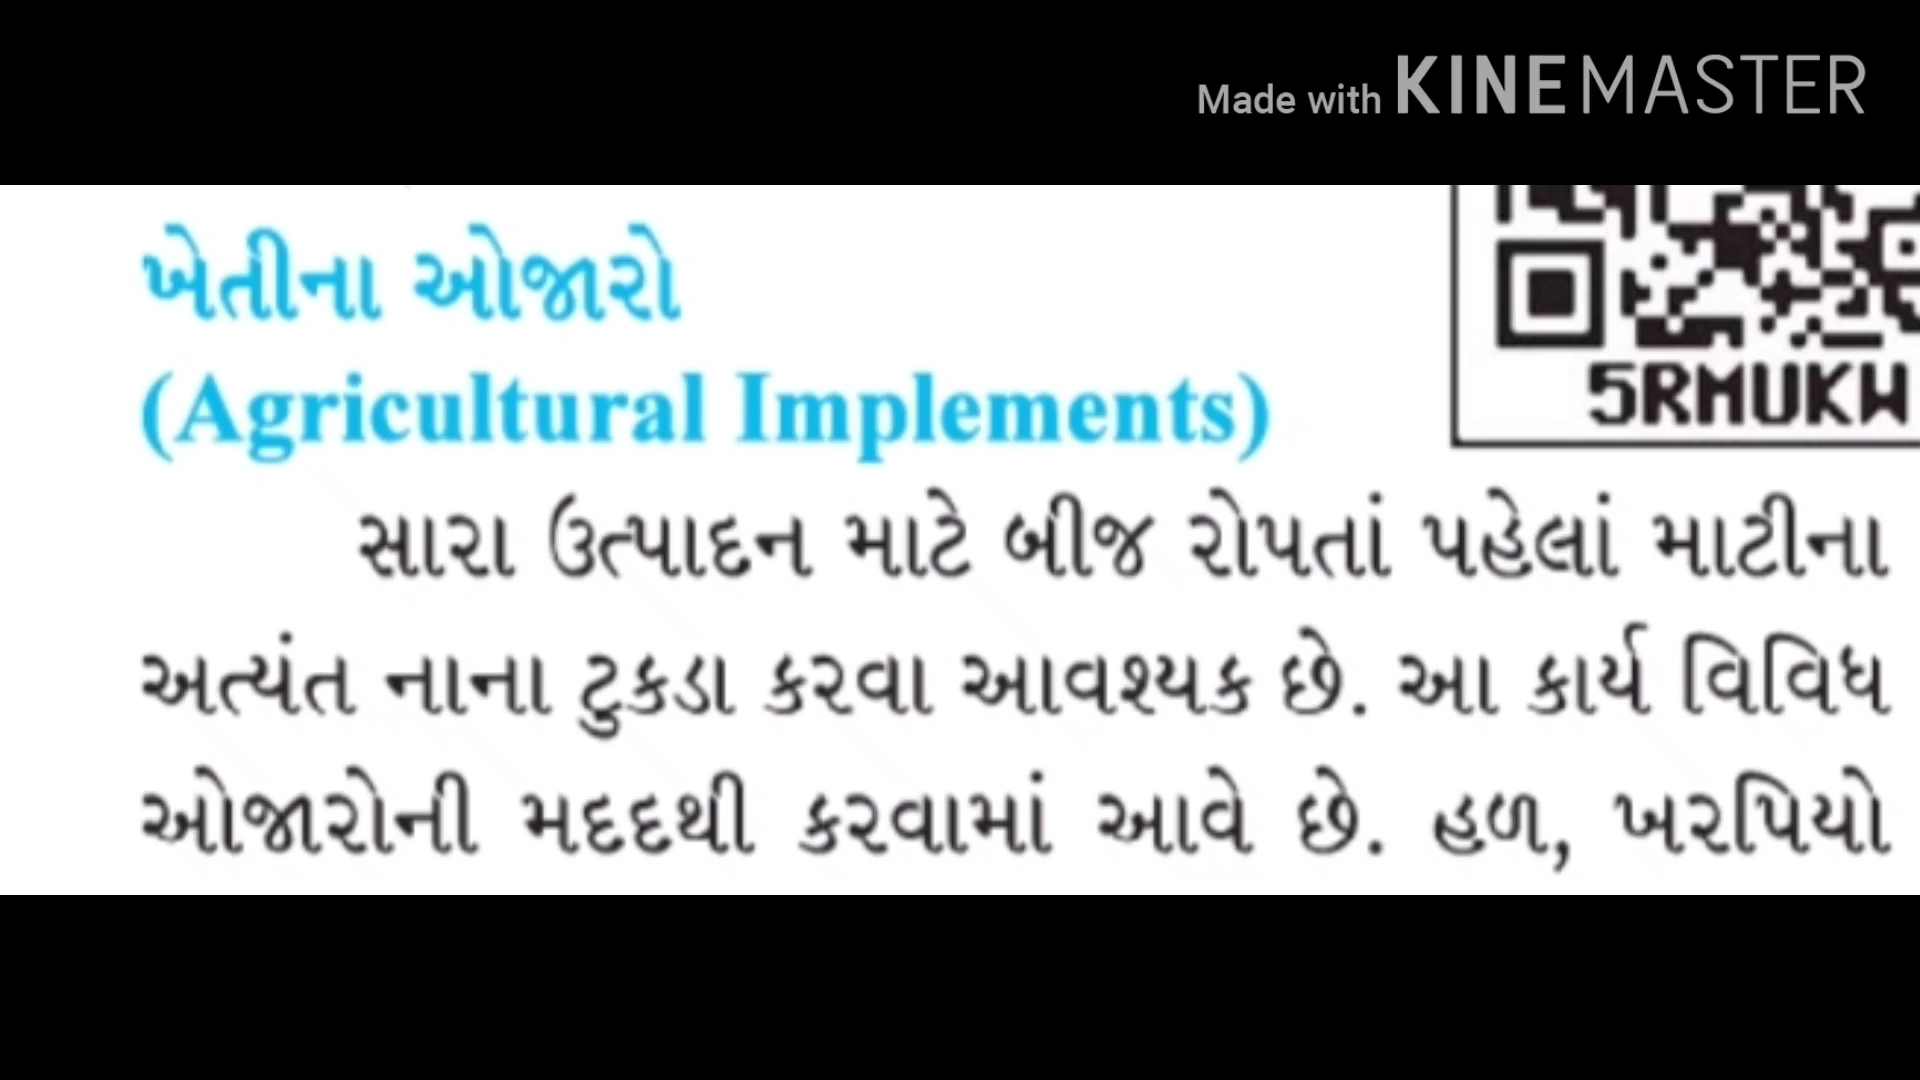 Made with KINEMASTER
ખેતીના ઓજારો
(Agricultural Implements)
5RMUKW
સારા ઉત્પાદન માટે બીજ રોપતાં પહેલાં માટીના
અત્યંત નાના ટુકડા કરવા આવશ્યક છે. આ કાર્ય વિવિધ
ઓજારોની મદદથી કરવામાં આવે છે. હળ, ખરપિયો